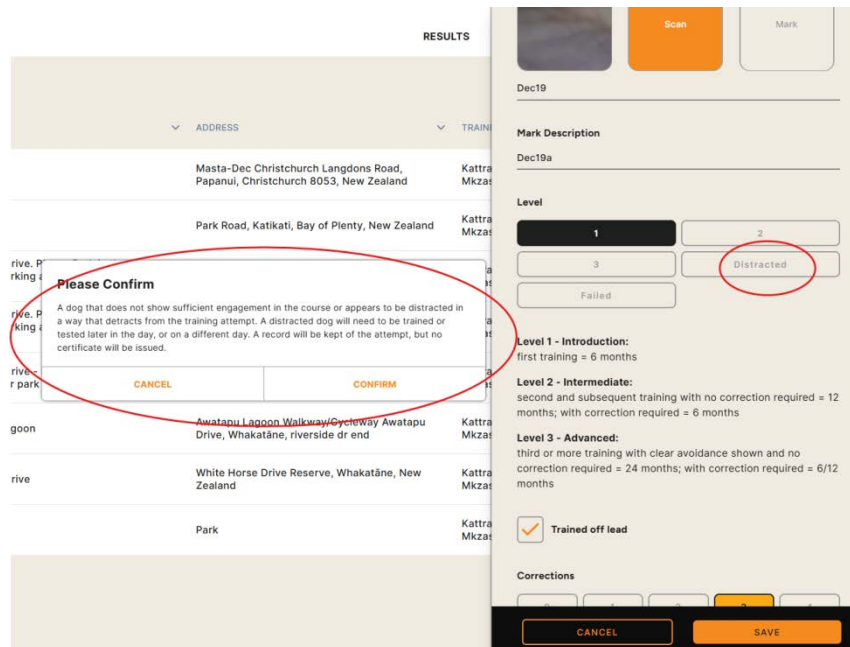 RESULTS
ADDRESS
TRAINI
Masta-Dec Christchurch Langdons Road,
Papanui, Christchurch 8053, New Zealand
Kattra
Mkzas
Park Road, Katikati, Bay of Plenty, New Zealand
Kattra
Mkzas
rive. P
rking a
Please Confirm
A dog that does not show sufficient engagement in the course or appears to be distracted in
a way that detracts from the training attempt. A distracted dog will need to be trained or
tested later in the day, or on a different day. A record will be kept of the attempt, but no
certificate will be issued.
CANCEL
CONFIRM
rive. P
rking a
rive -
r park
goon
Awatapu Lagoon Walkway/Cycleway Awatapu
Drive, Whakatāne, riverside dr end
Kattra
Mkzas
rive
White Horse Drive Reserve, Whakatāne, New
Zealand
Kattra
Mkzas
Park
Kattra
Mkzas
Scan
Mark
Dec19
Mark Description
Dec19a
Level
1
2
3
Distracted
Failed
Level 1 - Introduction:
first training = 6 months
Level 2 - Intermediate:
second and subsequent training with no correction required = 12
months; with correction required = 6 months
Level 3 - Advanced:
third or more training with clear avoidance shown and no
correction required = 24 months; with correction required = 6/12
months
Trained off lead
Corrections
CANCEL
SAVE